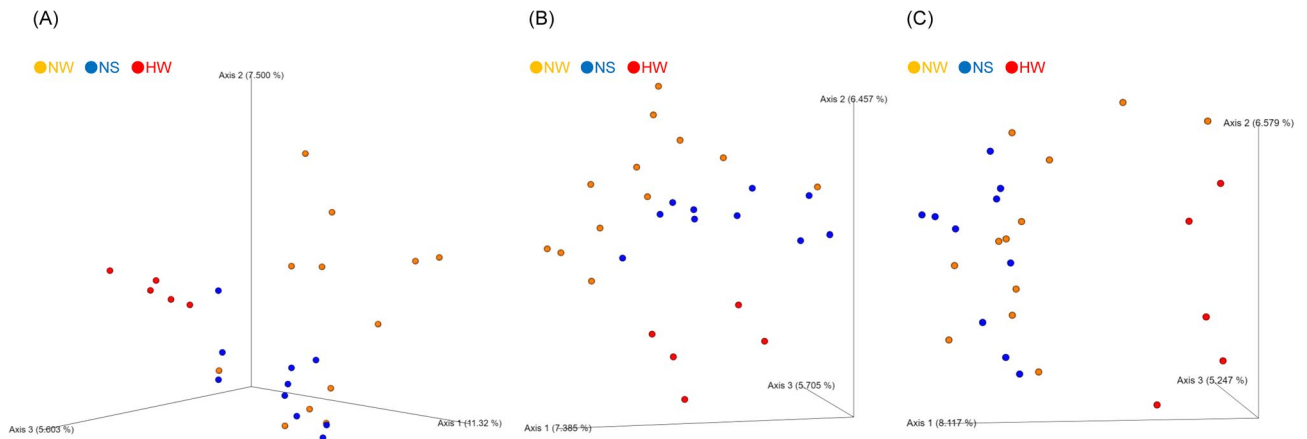 (A)
NW NS HW
Axis 2 (7.500 %)
Axis 3 (5.603 %)
Axis 1 (11.32 %)
(B)
NW NS HW
Axis 2 (6.457 %)
Axis 3 (5.705 %)
Axis 1 (7.385 %)
(C)
NW NS HW
Axis 2 (6.579 %)
Axis 3 (5.247 %)
Axis 1 (8.117 %)